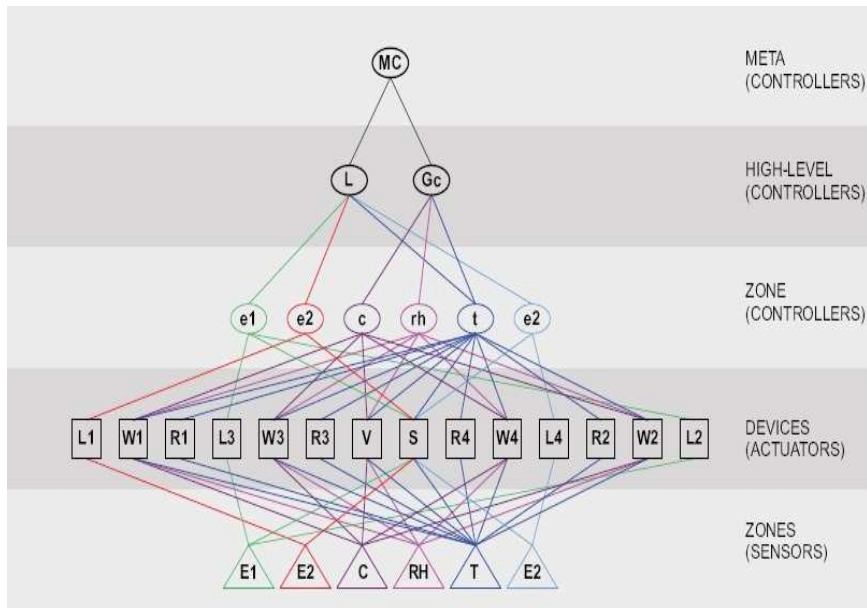 MC
META
(CONTROLLERS)
L Gc
HIGH-LEVEL
(CONTROLLERS)
e1 e2 c rh t e2
ZONE
(CONTROLLERS)
L1 W1 R1 L3 W3 R3 V S R4 W4 L4 R2 W2 L2
DEVICES
(ACTUATORS)
E1 E2 C RH T E2
ZONES
(SENSORS)